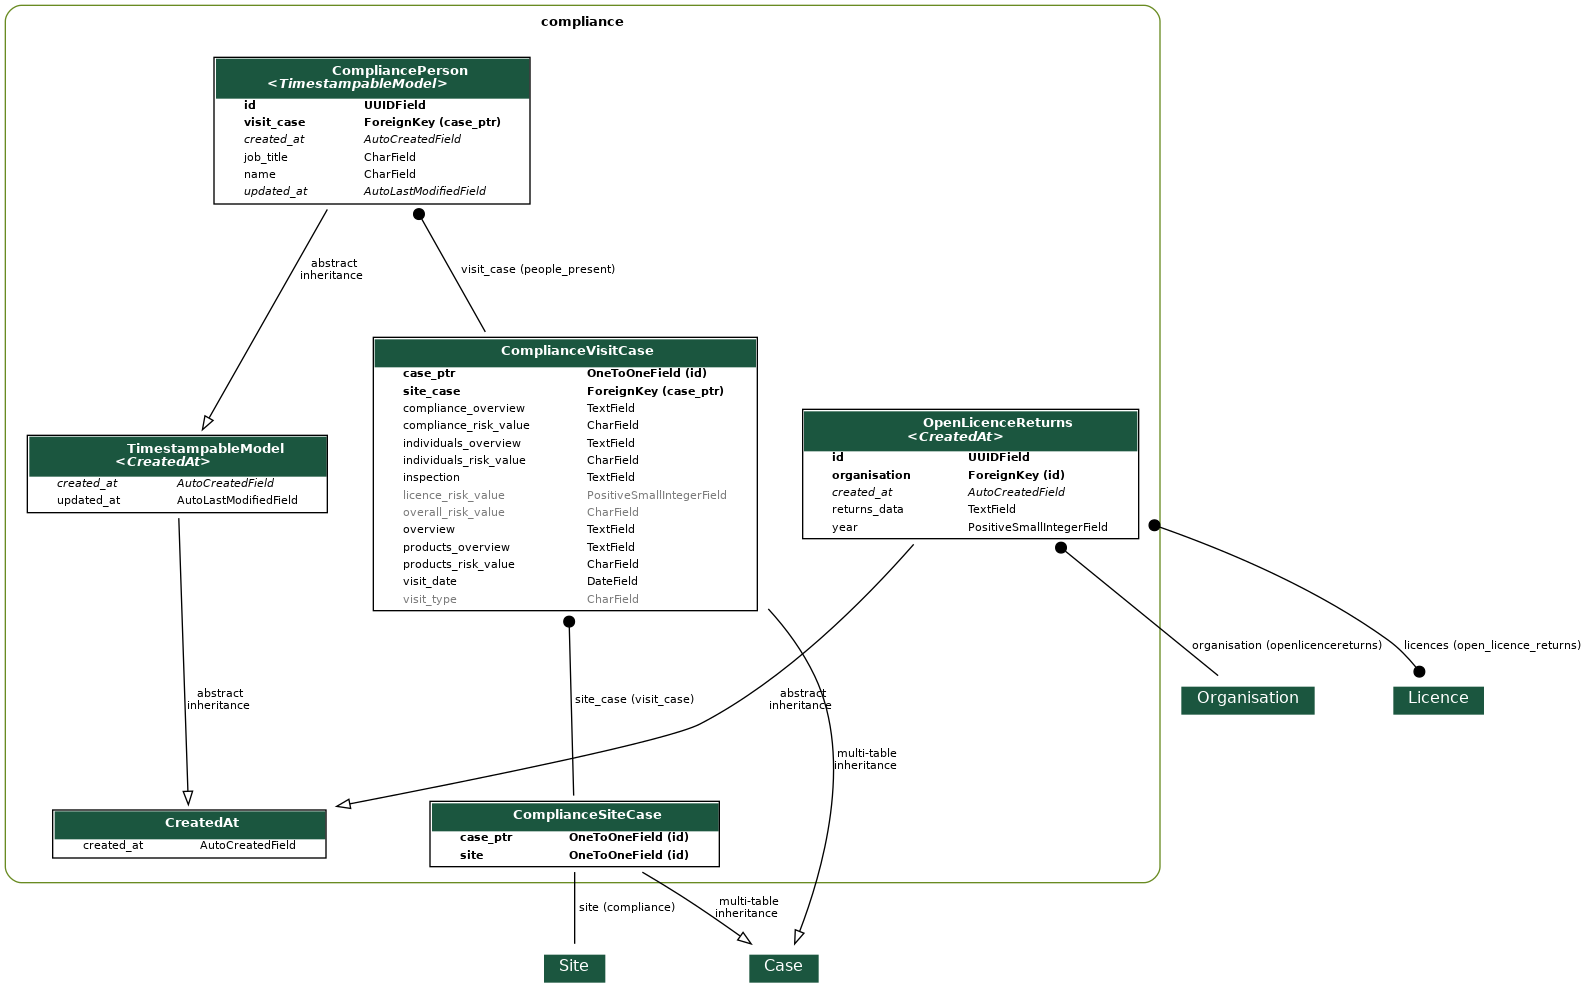 compliance
CompliancePerson
<TimestampableModel>
id UUIDField
visit_case ForeignKey (case_ptr)
created_at AutoCreatedField
job_title CharField
name CharField
updated_at AutoLastModifiedField
abstract
inheritance
visit_case (people_present)
ComplianceVisitCase
case_ptr OneToOneField (id)
site_case ForeignKey (case_ptr)
compliance_overview TextField
compliance_risk_value CharField
individuals_overview TextField
individuals_risk_value CharField
inspection TextField
licence_risk_value PositiveSmallIntegerField
overall_risk_value CharField
overview TextField
products_overview TextField
products_risk_value CharField
visit_date DateField
visit_type CharField
OpenLicenceReturns
<CreatedAt>
id UUIDField
organisation ForeignKey (id)
created_at AutoCreatedField
returns_data TextField
year PositiveSmallIntegerField
TimestampableModel
<CreatedAt>
created_at AutoCreatedField
updated_at AutoLastModifiedField
organisation (openlicencereturns)
licences (open_licence_returns)
abstract
inheritance
site_case (visit_case)
abstract
inheritance
Organisation
Licence
multi-table
inheritance
CreatedAt
created_at AutoCreatedField
ComplianceSiteCase
case_ptr OneToOneField (id)
site OneToOneField (id)
site (compliance)
multi-table
inheritance
Site
Case